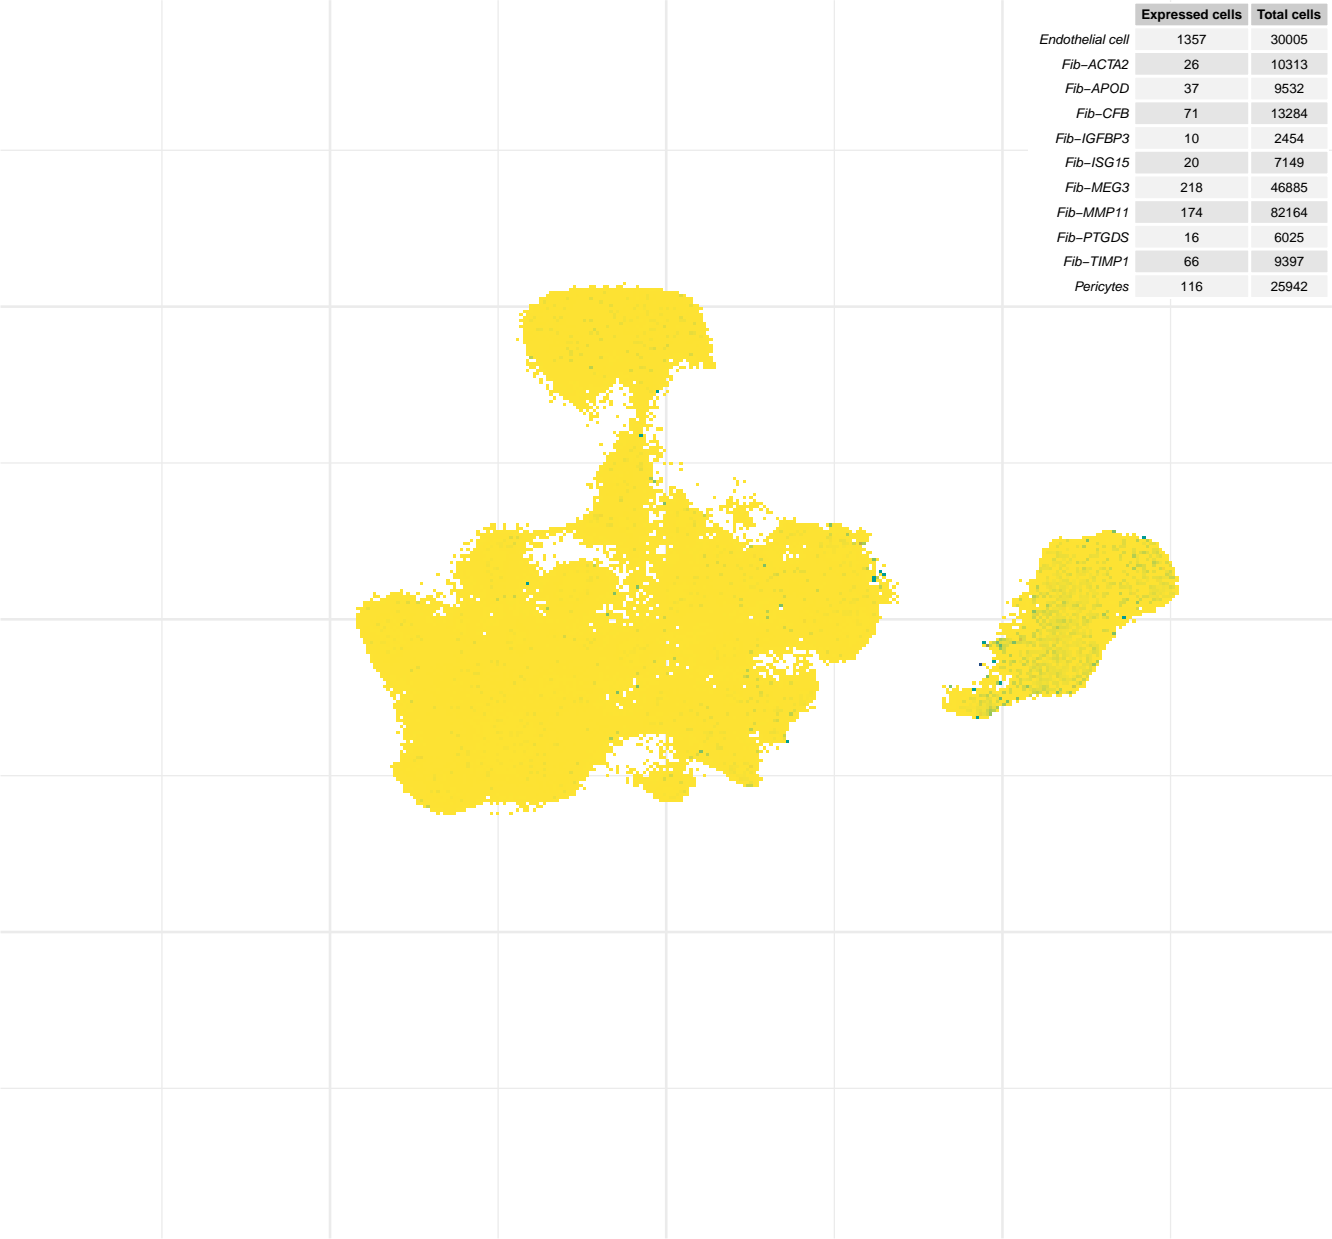 Expressed cells Total cells
Endothelial cell 1357 30005
Fib−ACTA2 26 10313
Fib−APOD 37 9532
Fib−CFB 71 13284
Fib−IGFBP3 10 2454
Fib−ISG15 20 7149
Fib−MEG3 218 46885
Fib−MMP11 174 82164
Fib−PTGDS 16 6025
Fib−TIMP1 66 9397
Pericytes 116 25942